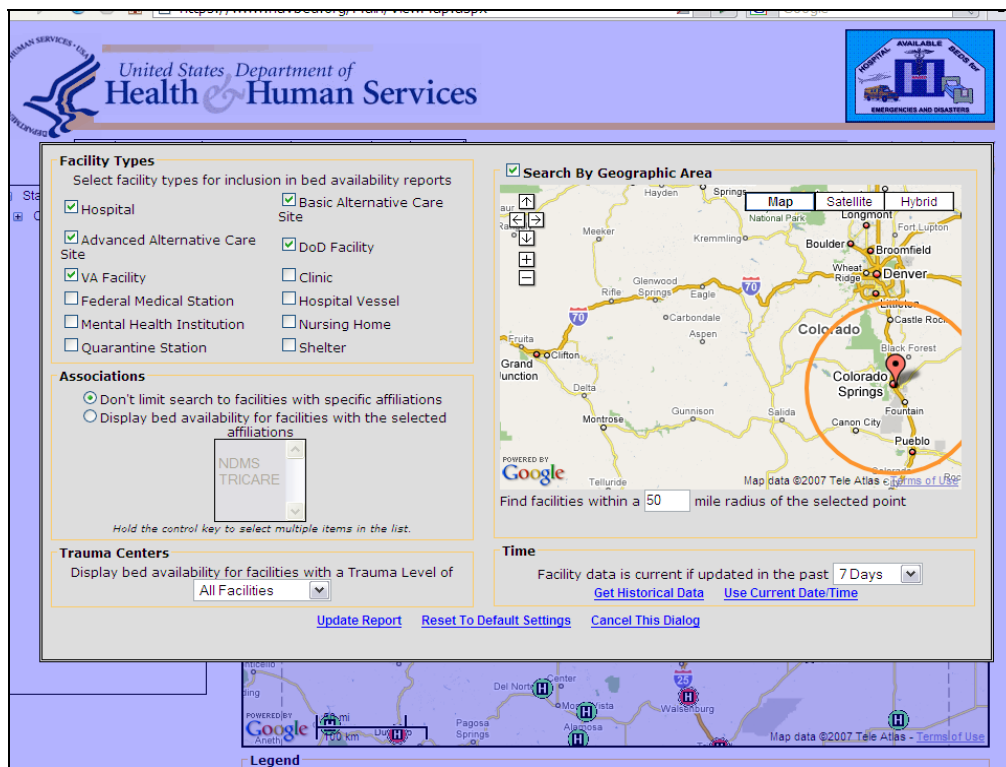 United States Department of
Health & Human Services
HOSPITAL AVAILABLE BEDS for
EMERGENCIES AND DISASTERS
Facility Types
Select facility types for inclusion in bed availability reports
Hospital
Basic Alternative Care
Site
Advanced Alternative Care
Site
DoD Facility
VA Facility
Clinic
Federal Medical Station
Hospital Vessel
Mental Health Institution
Nursing Home
Quarantine Station
Shelter
Associations
Don't limit search to facilities with specific affiliations
Display bed availability for facilities with the selected
affiliations
NDMS
TRICARE
Hold the control key to select multiple items in the list.
Trauma Centers
Display bed availability for facilities with a Trauma Level of
All Facilities
Search By Geographic Area
Hayden
Springs
Map Satellite Hybrid
National Park
Longmont
Fort Lupton
Meeker
Kremmling
Boulder
Broomfield
Wheat
Ridge
Denver
Glenwood
Springs
Rifle
Eagle
70
Littleton
70
Carbondale
Castle Rock
Aspen
Colorado
Fruita
Clifton
Black Forest
Grand
Junction
Colorado
Springs
Delta
Gunnison
Salida
Fountain
Montrose
Canon City
Pueblo
POWERED BY
Google
Telluride
Map data ©2007 Tele Atlas - Terms of Use
Find facilities within a 50 mile radius of the selected point
Time
Facility data is current if updated in the past 7 Days
Get Historical Data Use Current Date/Time
Update Report Reset To Default Settings Cancel This Dialog
Del Norte
Center
25
H
H
Monte Vista
Walsenburg
H
H
Alamosa
H
H
H
H
POWERED BY
Google
100 km
Pagosa
Springs
Aneth
Map data ©2007 Tele Atlas - Terms of Use
Legend